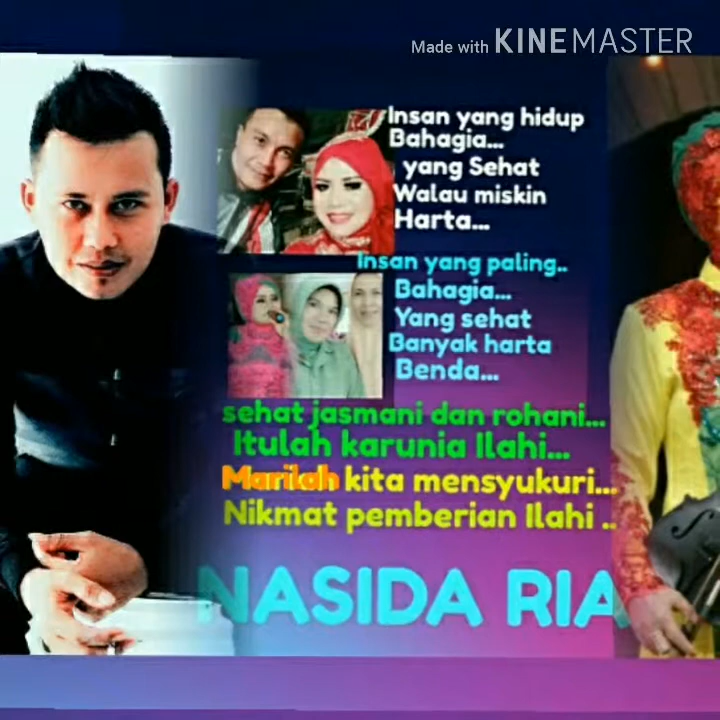 Made with KINEMASTER
Insan yang hidup
Bahagia...
yang Sehat
Walau miskin
Harta...
Insan yang paling..
Bahagia...
Yang sehat
Banyak harta
Benda...
sehat jasmani dan rohani...
Itulah karunia Ilahi...
Marilah kita mensyukuri...
Nikmat pemberian Ilahi ..
NASIDA RIA